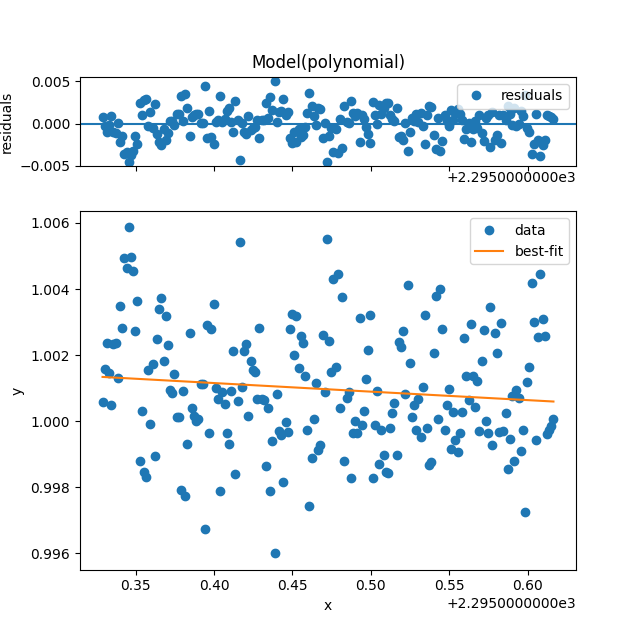 Model(polynomial)
0.005
0.000
−0.005
residuals
residuals
+2.2950000000e3
1.006
1.004
1.002
1.000
0.998
0.996
y
data
best-fit
0.35
0.40
0.45
0.50
0.55
0.60
x
+2.2950000000e3